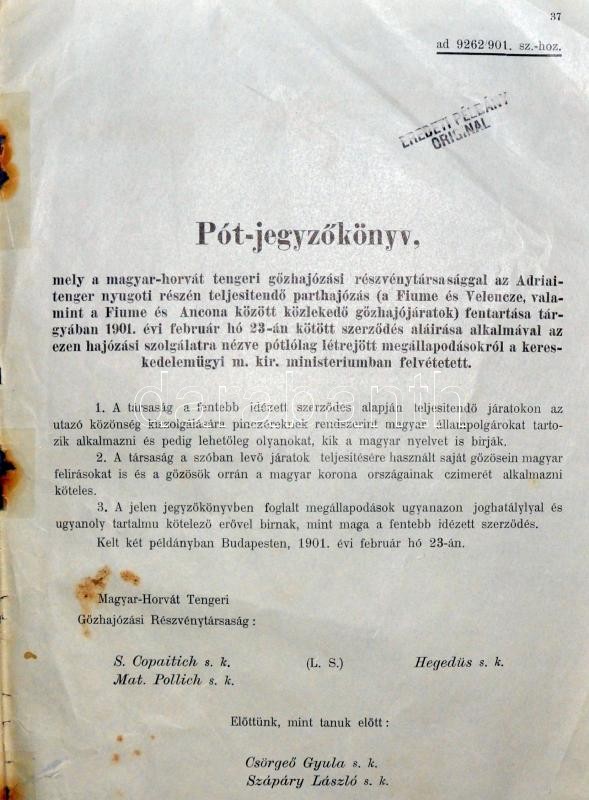 37
ad 9262/901. sz.-hoz.
EREDETI PÉLDÁNY
ORIGINAL
Pót-jegyzőkönyv,
mely a magyar-horvát tengeri gőzhajózási részvénytársasággal az Adriai-
tenger nyugoti részén teljesitendő parthajózás (a Fiume és Velencze, vala-
mint a Fiume és Ancona között közlekedő gőzhajójáratok) fentartása tár-
gyában 1901. évi február hó 23-án kötött szerződés aláirása alkalmával az
ezen hajózási szolgálatra nézve pótlólag létrejött megállapodásokról a keres-
kedelemügyi m. kir. ministeriumban felvétetett.
darabanth
1. A társaság a fentebb idézett szerződés alapján teljesitendő járatokon az
utazó közönség kiszolgálására pinczéreknek rendszerint magyar állampolgárokat tarto-
zik alkalmazni és pedig lehetőleg olyanokat, kik a magyar nyelvet is birják.
2. A társaság a szóban levő járatok teljesitésére használt saját gőzösein magyar
felirásokat is és a gőzösök orrán a magyar korona országainak czimerét alkalmazni
köteles.
3. A jelen jegyzőkönyvben foglalt megállapodások ugyanazon joghatálylyal és
ugyanoly tartalmu kötelező erővel birnak, mint maga a fentebb idézett szerződés.
Kelt két példányban Budapesten, 1901. évi február hó 23-án.
Magyar-Horvát Tengeri
Gőzhajózási Részvénytársaság:
S. Copaitich s. k. (L. S.) Hegedüs s. k.
Mat. Pollich s. k.
Előttünk, mint tanuk előtt:
Csörgeő Gyula s. k.
Szápáry László s. k.